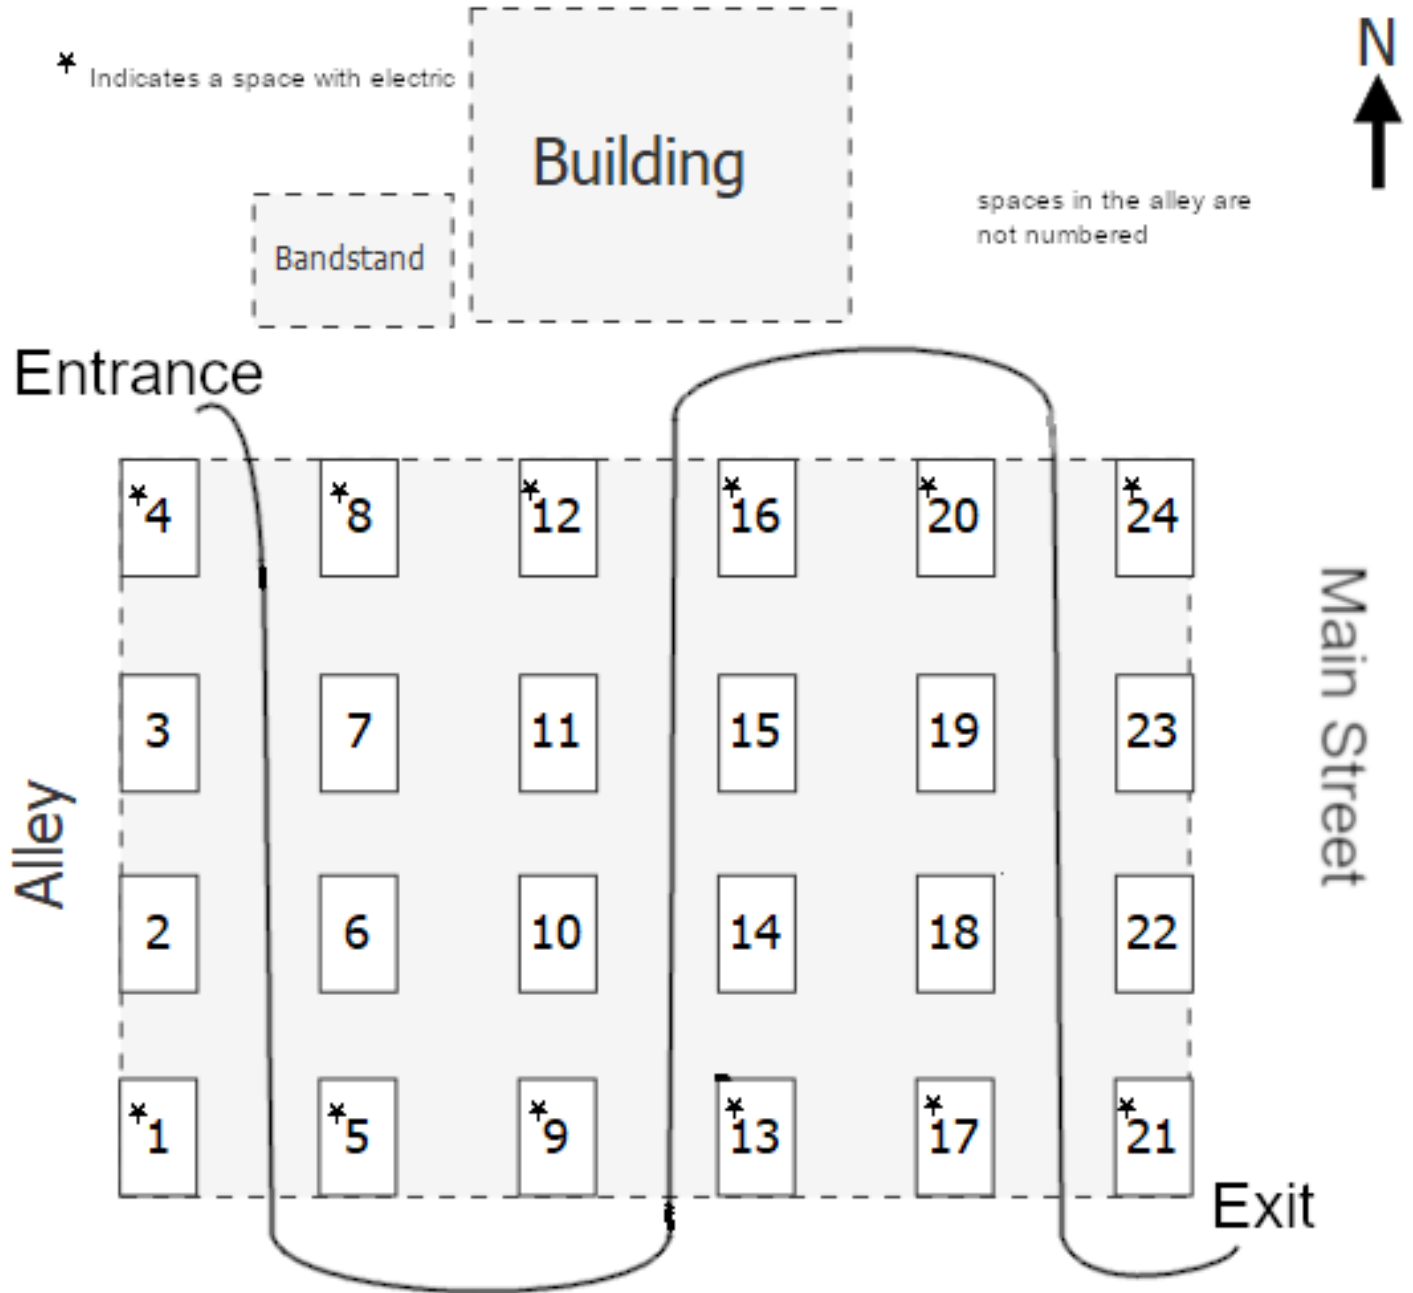 N
Indicates a space with electric
Building
spaces in the alley are
not numbered
Bandstand
Entrance
4
8
12
16
20
24
3
7
11
15
19
23
Main Street
Alley
2
6
10
14
18
22
1
5
9
13
17
21
Exit